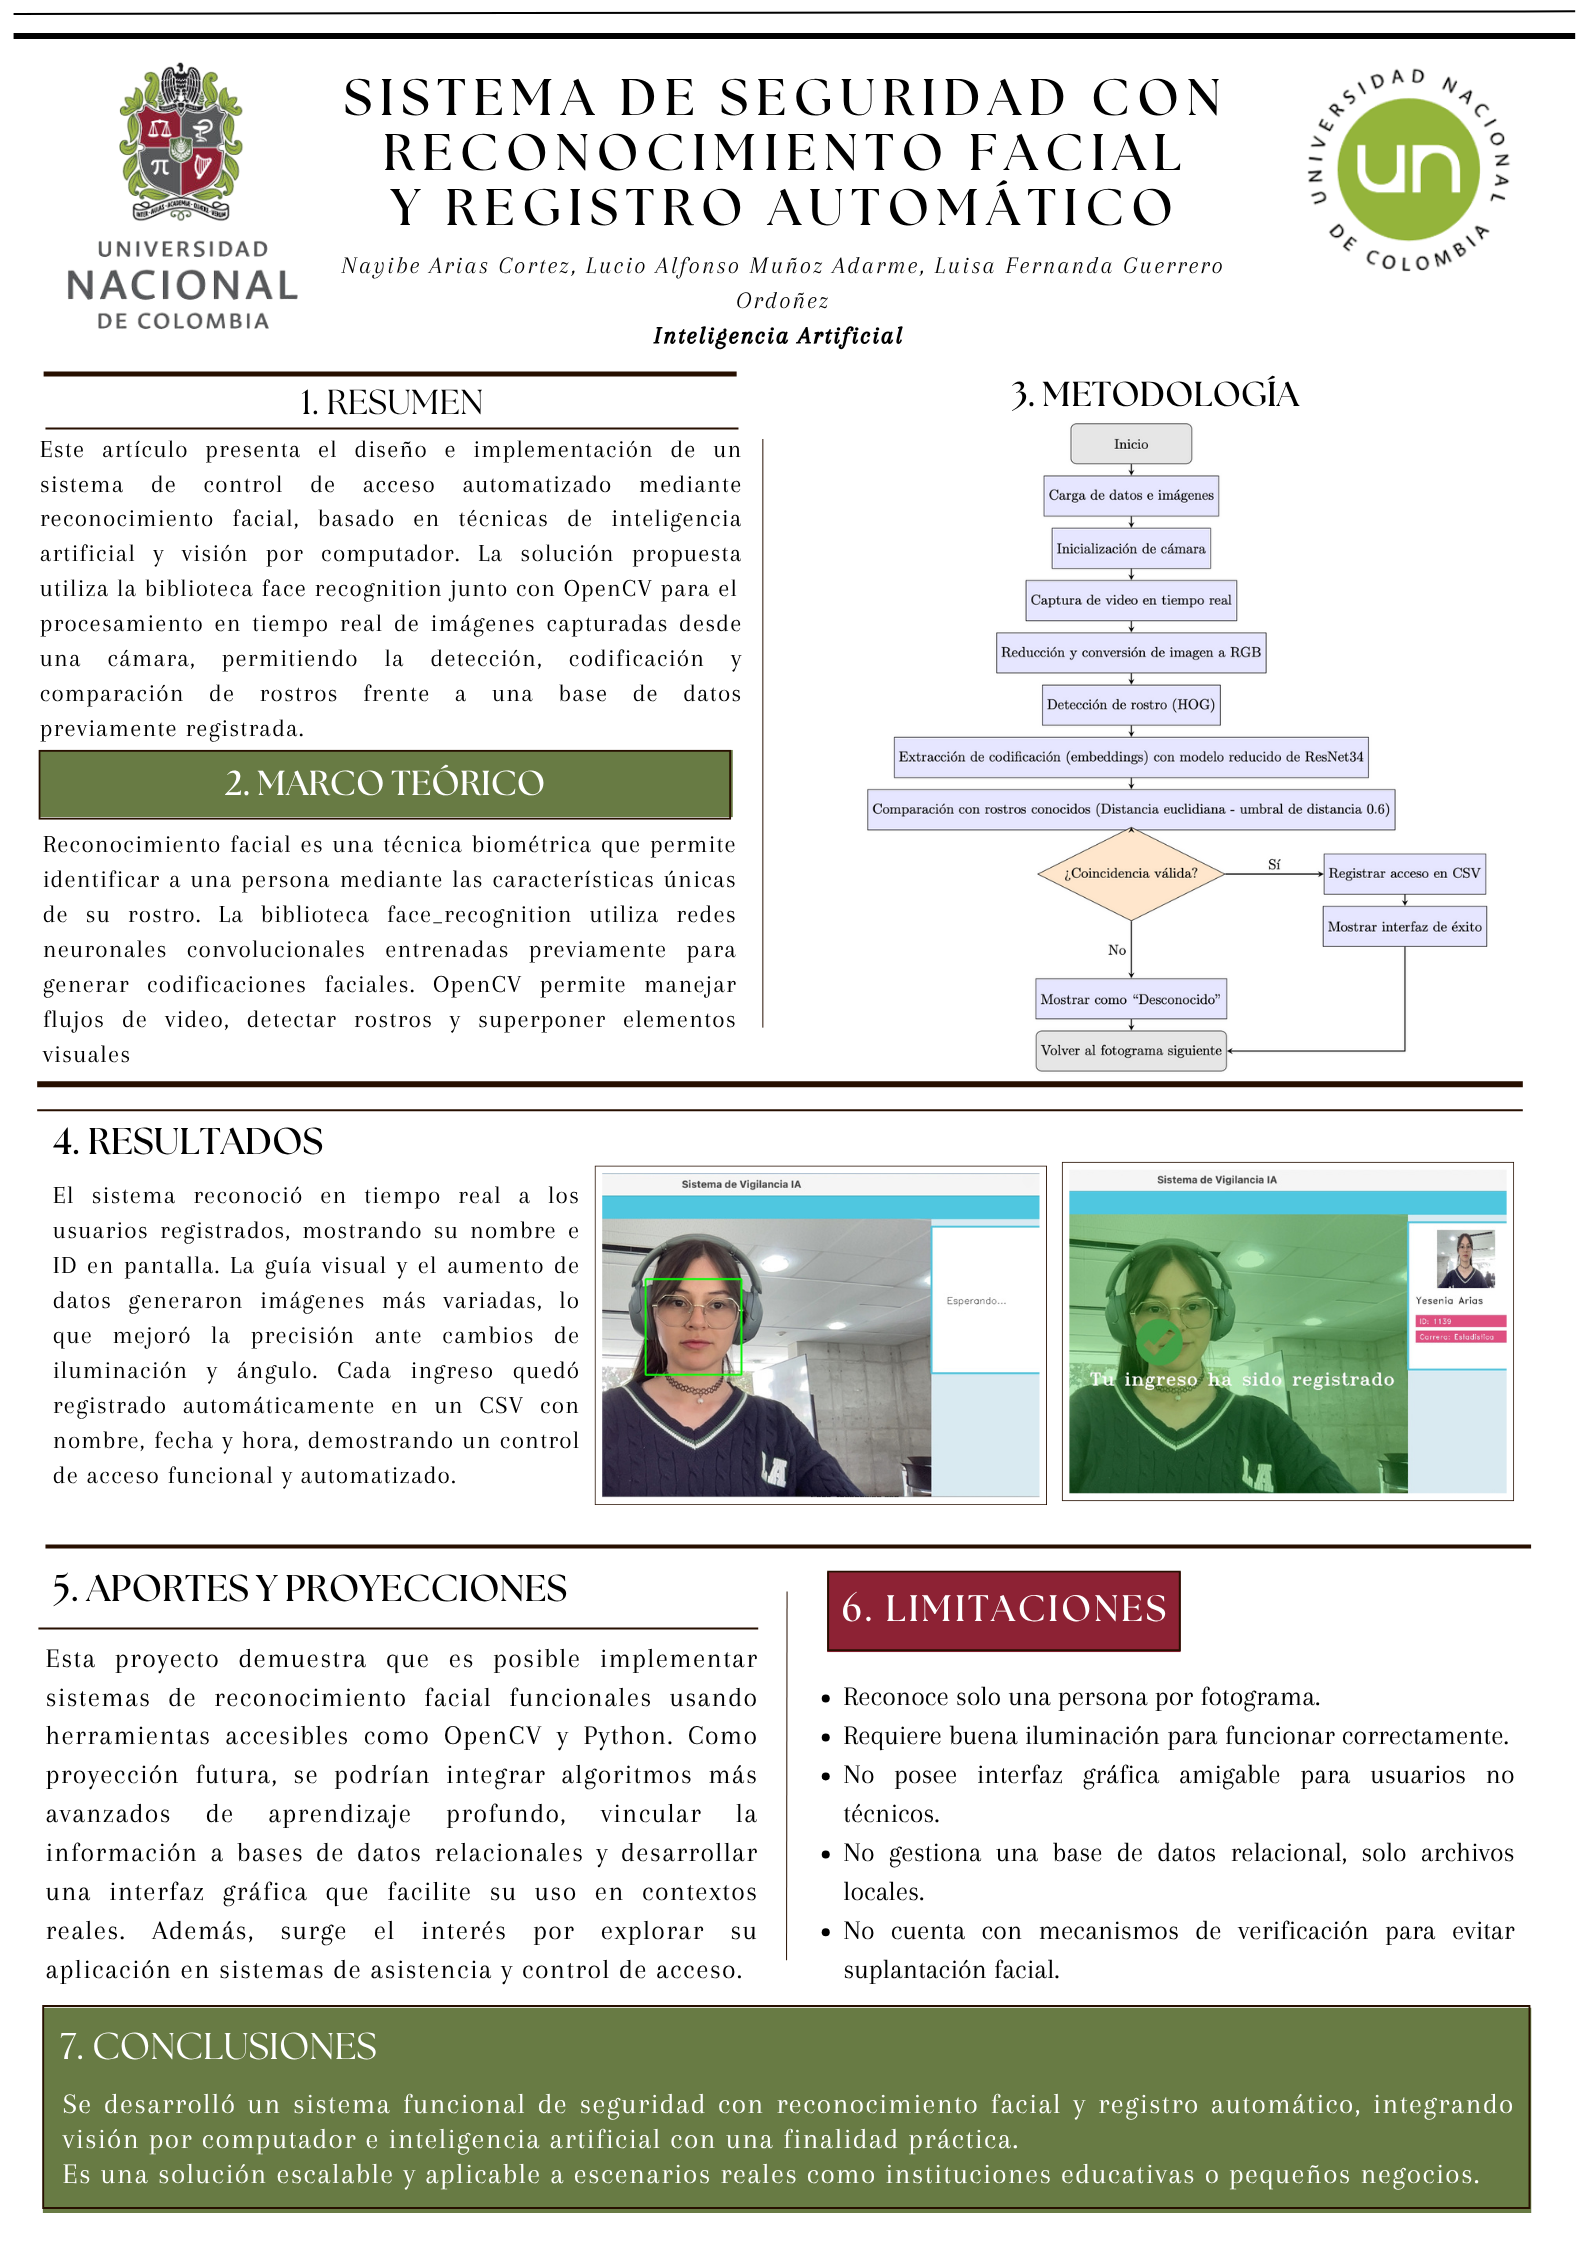 SISTEMA DE SEGURIDAD CON
RECONOCIMIENTO FACIAL
Y REGISTRO AUTOMÁTICO
Nayibe Arias Cortez, Lucio Alfonso Muñoz Adarme, Luisa Fernanda Guerrero
Ordoñez
Inteligencia Artificial
UNIVERSIDAD
NACIONAL
DE COLOMBIA
UNIVERSIDAD NACIONAL
DE COLOMBIA
un
1. RESUMEN
Este artículo presenta el diseño e implementación de un
sistema de control de acceso automatizado mediante
reconocimiento facial, basado en técnicas de inteligencia
artificial y visión por computador. La solución propuesta
utiliza la biblioteca face recognition junto con OpenCV para el
procesamiento en tiempo real de imágenes capturadas desde
una cámara, permitiendo la detección, codificación y
comparación de rostros frente a una base de datos
previamente registrada.
2. MARCO TEÓRICO
Reconocimiento facial es una técnica biométrica que permite
identificar a una persona mediante las características únicas
de su rostro. La biblioteca face_recognition utiliza redes
neuronales convolucionales entrenadas previamente para
generar codificaciones faciales. OpenCV permite manejar
flujos de video, detectar rostros y superponer elementos
visuales
3. METODOLOGÍA
Inicio
Carga de datos e imágenes
Inicialización de cámara
Captura de video en tiempo real
Reducción y conversión de imagen a RGB
Detección de rostro (HOG)
Extracción de codificación (embeddings) con modelo reducido de ResNet34
Comparación con rostros conocidos (Distancia euclidiana - umbral de distancia 0.6)
¿Coincidencia válida?
Sí
Registrar acceso en CSV
Mostrar interfaz de éxito
No
Mostrar como “Desconocido”
Volver al fotograma siguiente
4. RESULTADOS
El sistema reconoció en tiempo real a los
usuarios registrados, mostrando su nombre e
ID en pantalla. La guía visual y el aumento de
datos generaron imágenes más variadas, lo
que mejoró la precisión ante cambios de
iluminación y ángulo. Cada ingreso quedó
registrado automáticamente en un CSV con
nombre, fecha y hora, demostrando un control
de acceso funcional y automatizado.
Sistema de Vigilancia IA
Esperando...
LA
Sistema de Vigilancia IA
Yesenia Arias
ID: 1139
Carrera: Estadistica
Tu ingreso ha sido registrado
LA
5. APORTES Y PROYECCIONES
Esta proyecto demuestra que es posible implementar
sistemas de reconocimiento facial funcionales usando
herramientas accesibles como OpenCV y Python. Como
proyección futura, se podrían integrar algoritmos más
avanzados de aprendizaje profundo, vincular la
información a bases de datos relacionales y desarrollar
una interfaz gráfica que facilite su uso en contextos
reales. Además, surge el interés por explorar su
aplicación en sistemas de asistencia y control de acceso.
6. LIMITACIONES
• Reconoce solo una persona por fotograma.
• Requiere buena iluminación para funcionar correctamente.
• No posee interfaz gráfica amigable para usuarios no
técnicos.
• No gestiona una base de datos relacional, solo archivos
locales.
• No cuenta con mecanismos de verificación para evitar
suplantación facial.
7. CONCLUSIONES
Se desarrolló un sistema funcional de seguridad con reconocimiento facial y registro automático, integrando
visión por computador e inteligencia artificial con una finalidad práctica.
Es una solución escalable y aplicable a escenarios reales como instituciones educativas o pequeños negocios.